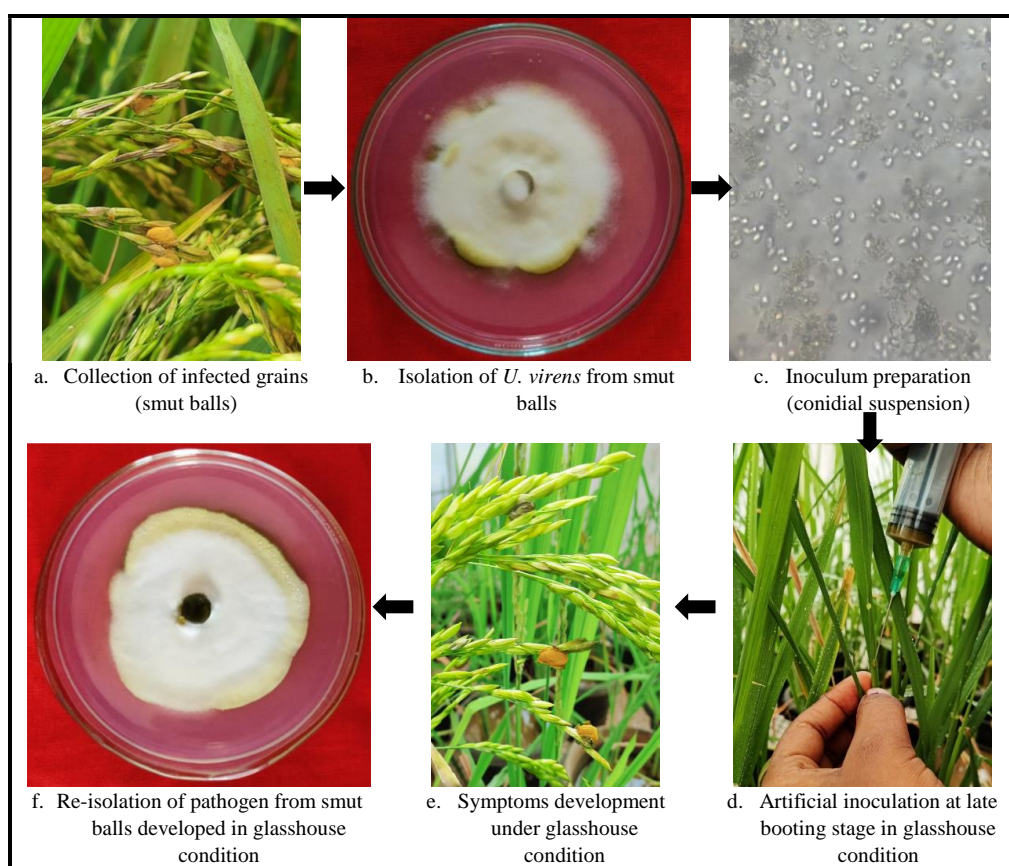 a. Collection of infected grains
(smut balls)
b. Isolation of U. virens from smut
balls
c. Inoculum preparation
(conidial suspension)
f. Re-isolation of pathogen from smut
balls developed in glasshouse
condition
e. Symptoms development
under glasshouse
condition
d. Artificial inoculation at late
booting stage in glasshouse
condition